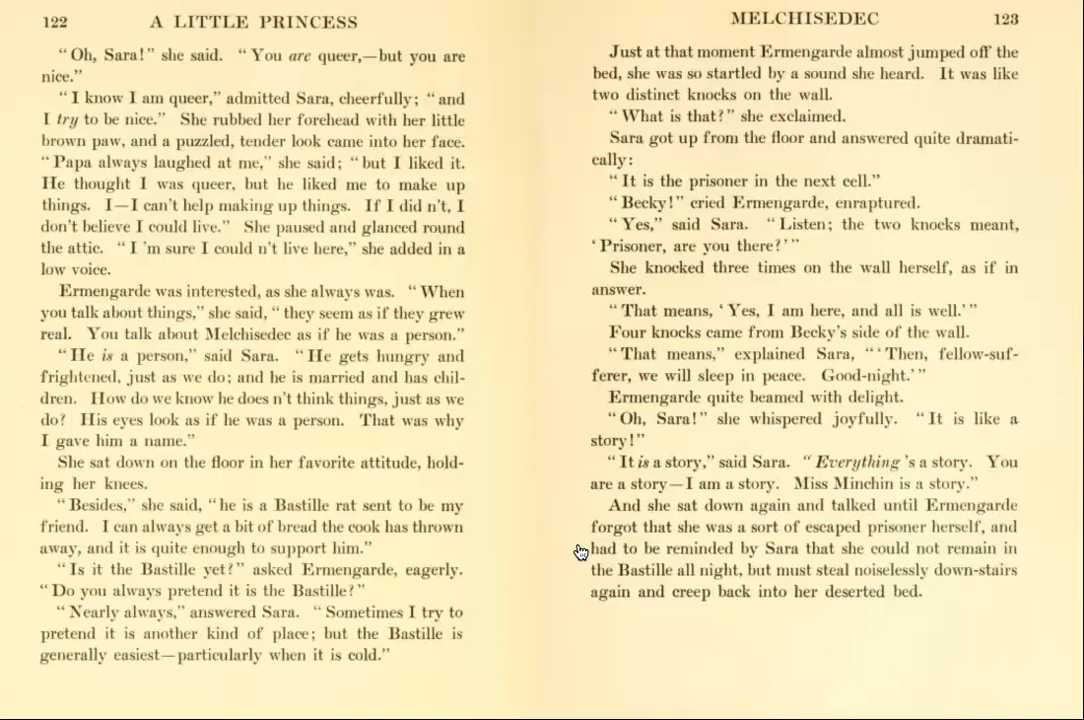 122 A LITTLE PRINCESS
“Oh, Sara!” she said. “You are queer,—but you are
nice.”
“I know I am queer,” admitted Sara, cheerfully; “and
I try to be nice.” She rubbed her forehead with her little
brown paw, and a puzzled, tender look came into her face.
“Papa always laughed at me,” she said; “but I liked it.
He thought I was queer, but he liked me to make up
things. I—I can't help making up things. If I did n't, I
don't believe I could live.” She paused and glanced round
the attic. “I 'm sure I could n't live here,” she added in a
low voice.
Ermengarde was interested, as she always was. “When
you talk about things,” she said, “they seem as if they grew
real. You talk about Melchisedec as if he was a person.”
“He is a person,” said Sara. “He gets hungry and
frightened, just as we do; and he is married and has chil-
dren. How do we know he does n't think things, just as we
do? His eyes look as if he was a person. That was why
I gave him a name.”
She sat down on the floor in her favorite attitude, hold-
ing her knees.
“Besides,” she said, “he is a Bastille rat sent to be my
friend. I can always get a bit of bread the cook has thrown
away, and it is quite enough to support him.”
“Is it the Bastille yet?” asked Ermengarde, eagerly.
“Do you always pretend it is the Bastille?”
“Nearly always,” answered Sara. “Sometimes I try to
pretend it is another kind of place; but the Bastille is
generally easiest—particularly when it is cold.”
MELCHISEDEC 123
Just at that moment Ermengarde almost jumped off the
bed, she was so startled by a sound she heard. It was like
two distinct knocks on the wall.
“What is that?” she exclaimed.
Sara got up from the floor and answered quite dramati-
cally:
“It is the prisoner in the next cell.”
“Becky!” cried Ermengarde, enraptured.
“Yes,” said Sara. “Listen; the two knocks meant,
‘Prisoner, are you there?’”
She knocked three times on the wall herself, as if in
answer.
“That means, ‘Yes, I am here, and all is well.’”
Four knocks came from Becky's side of the wall.
“That means,” explained Sara, “‘Then, fellow-suf-
ferer, we will sleep in peace. Good-night.’”
Ermengarde quite beamed with delight.
“Oh, Sara!” she whispered joyfully. “It is like a
story!”
“It is a story,” said Sara. “Everything 's a story. You
are a story—I am a story. Miss Minchin is a story.”
And she sat down again and talked until Ermengarde
forgot that she was a sort of escaped prisoner herself, and
had to be reminded by Sara that she could not remain in
the Bastille all night, but must steal noiselessly down-stairs
again and creep back into her deserted bed.